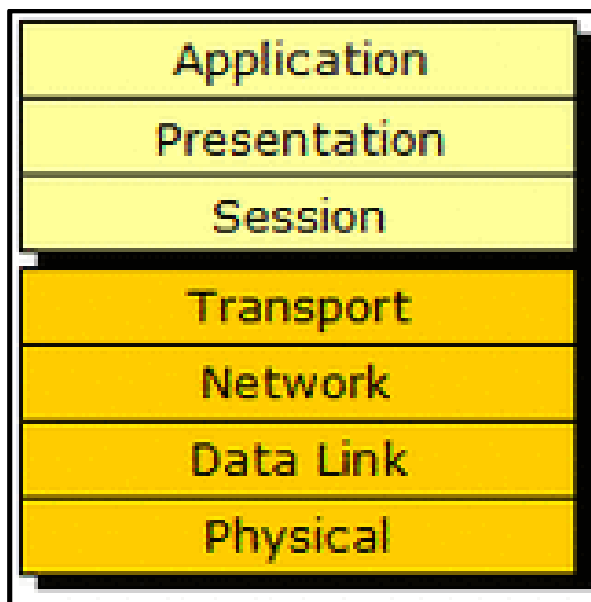 Application
Presentation
Session
Transport
Network
Data Link
Physical